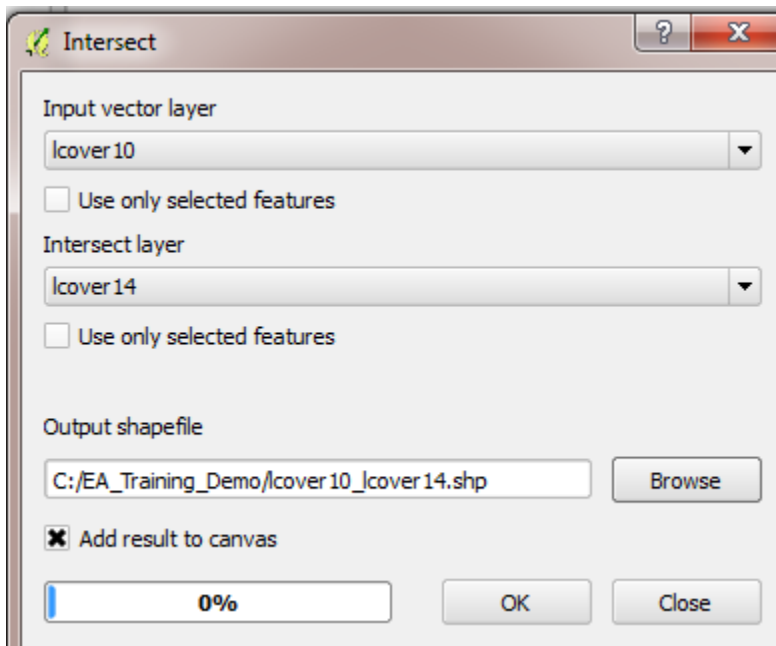 Intersect
Input vector layer
lcover10
Use only selected features
Intersect layer
lcover14
Use only selected features
Output shapefile
C:/EA_Training_Demo/lcover10_lcover14.shp
Browse
Add result to canvas
0%
OK
Close